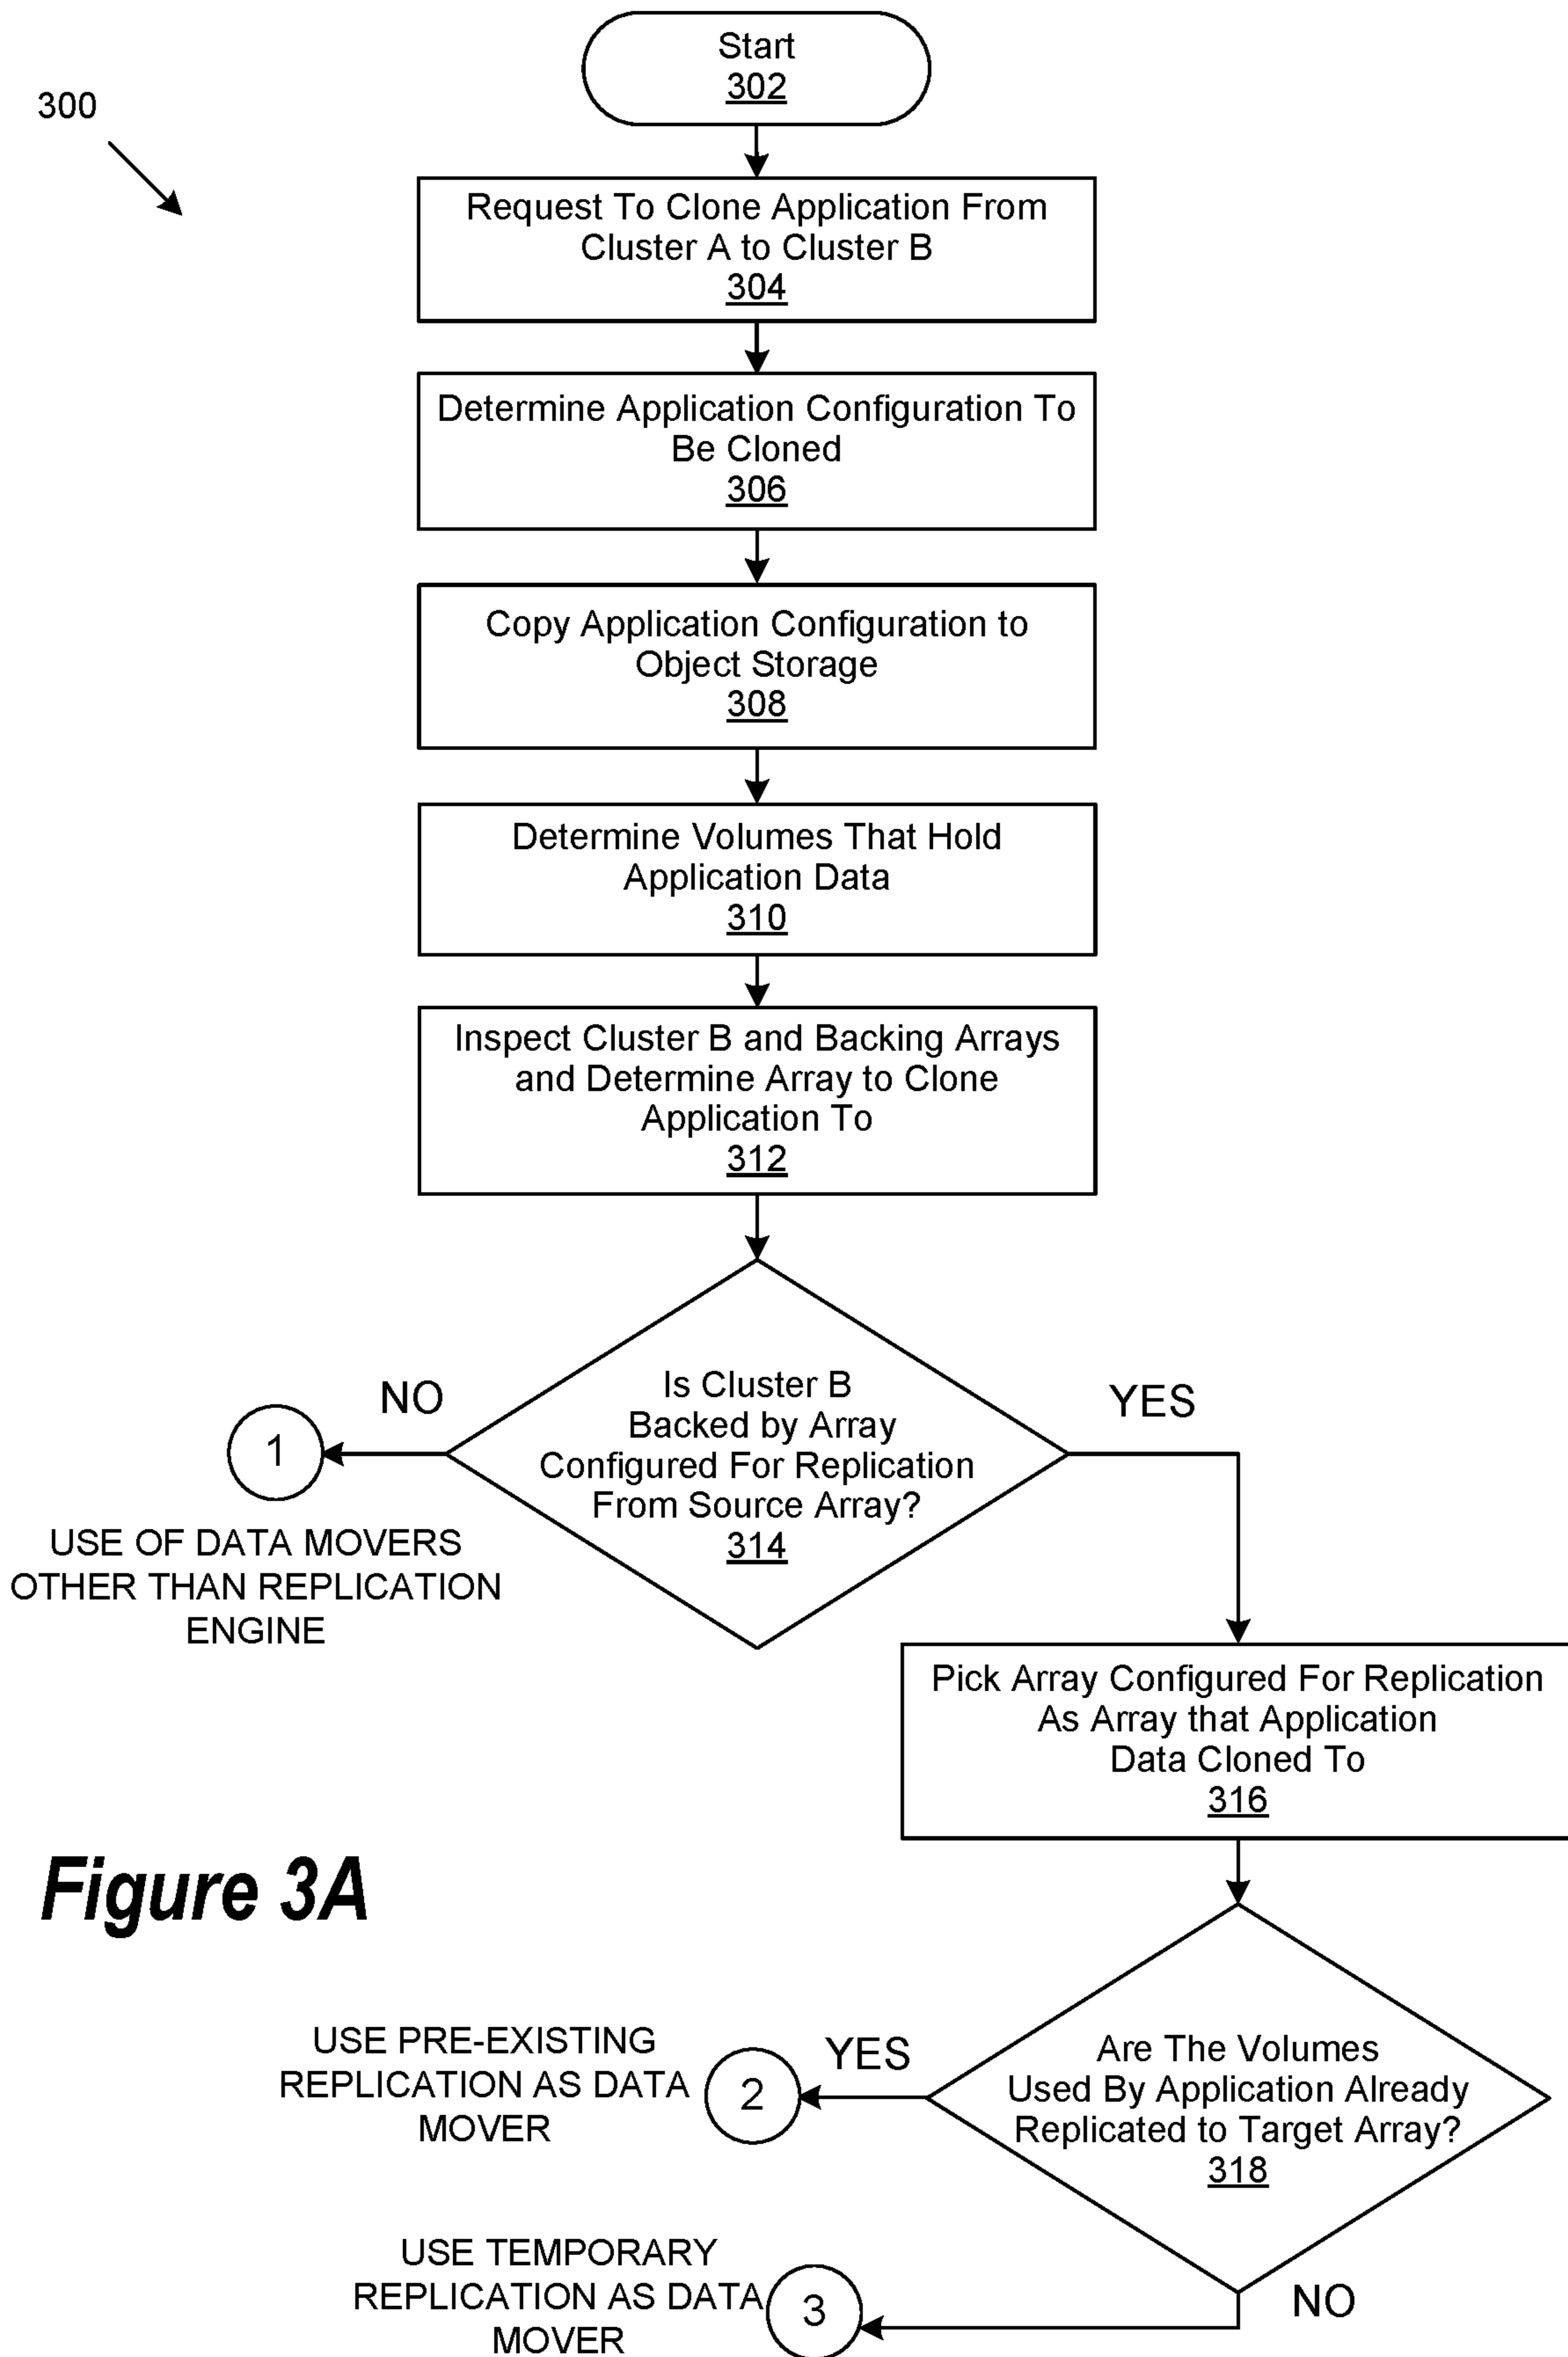 Start
302
300
Request To Clone Application From
Cluster A to Cluster B
304
Determine Application Configuration To
Be Cloned
306
Copy Application Configuration to
Object Storage
308
Determine Volumes That Hold
Application Data
310
Inspect Cluster B and Backing Arrays
and Determine Array to Clone
Application To
312
Is Cluster B
Backed by Array
Configured For Replication
From Source Array?
314
NO
YES
1
USE OF DATA MOVERS
OTHER THAN REPLICATION
ENGINE
Pick Array Configured For Replication
As Array that Application
Data Cloned To
316
Figure 3A
Are The Volumes
Used By Application Already
Replicated to Target Array?
318
YES
2
USE PRE-EXISTING
REPLICATION AS DATA
MOVER
NO
3
USE TEMPORARY
REPLICATION AS DATA
MOVER